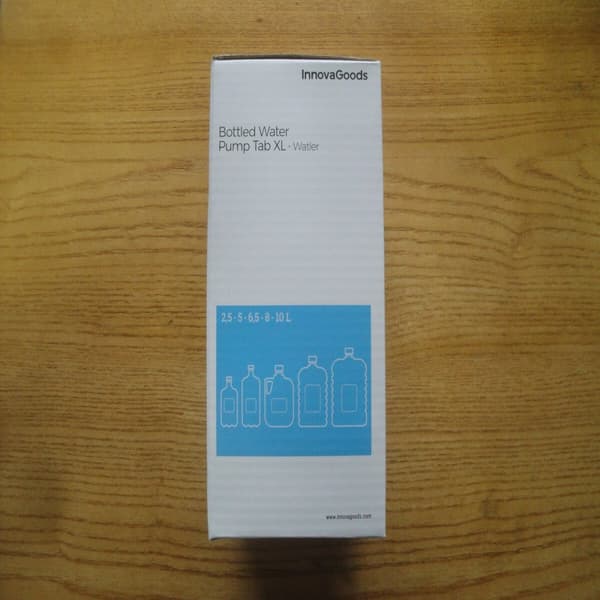 InnovaGoods
Bottled Water
Pump Tab XL - Watler
2,5 - 5 - 6,5 - 8 - 10 L
www.innovagoods.com